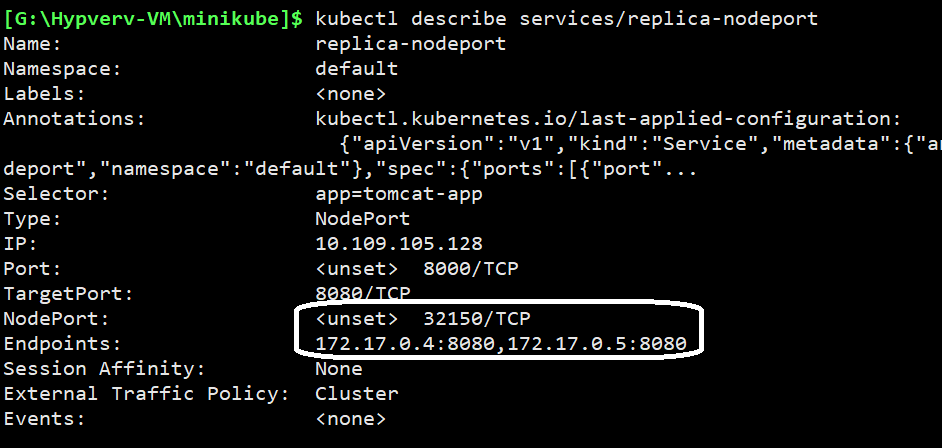 [G:\Hypverv-VM\minikube]$ kubectl describe services/replica-nodeport
Name: replica-nodeport
Namespace: default
Labels: <none>
Annotations: kubectl.kubernetes.io/last-applied-configuration:
{"apiVersion":"v1","kind":"Service","metadata":{"an
deport","namespace":"default"},"spec":{"ports":[{"port"...
Selector: app=tomcat-app
Type: NodePort
IP: 10.109.105.128
Port: <unset> 8000/TCP
TargetPort: 8080/TCP
NodePort: <unset> 32150/TCP
Endpoints: 172.17.0.4:8080,172.17.0.5:8080
Session Affinity: None
External Traffic Policy: Cluster
Events: <none>